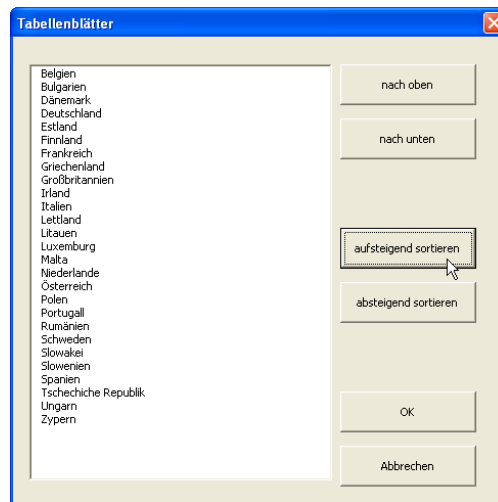 Tabellenblätter
Belgien
Bulgarien
Dänemark
Deutschland
Estland
Finnland
Frankreich
Griechenland
Großbritannien
Irland
Italien
Lettland
Litauen
Luxemburg
Malta
Niederlande
Österreich
Polen
Portugall
Rumänien
Schweden
Slowakei
Slowenien
Spanien
Tschechiche Republik
Ungarn
Zypern
nach oben
nach unten
aufsteigend sortieren
absteigend sortieren
OK
Abbrechen